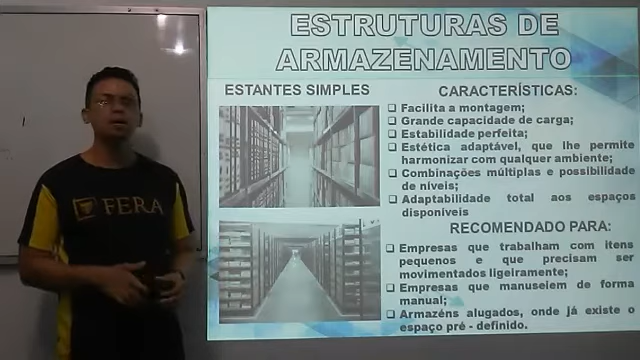 ESTRUTURAS DE
ARMAZENAMENTO
ESTANTES SIMPLES
CARACTERÍSTICAS:
Facilita a montagem;
Grande capacidade de carga;
Estabilidade perfeita;
Estética adaptável, que lhe permite
harmonizar com qualquer ambiente;
Combinações múltiplas e possibilidade
de níveis;
Adaptabilidade total aos espaços
disponíveis
RECOMENDADO PARA:
Empresas que trabalham com itens
pequenos e que precisam ser
movimentados ligeiramente;
Empresas que manuseiem de forma
manual;
Armazéns alugados, onde já existe o
espaço pré - definido.
FERA